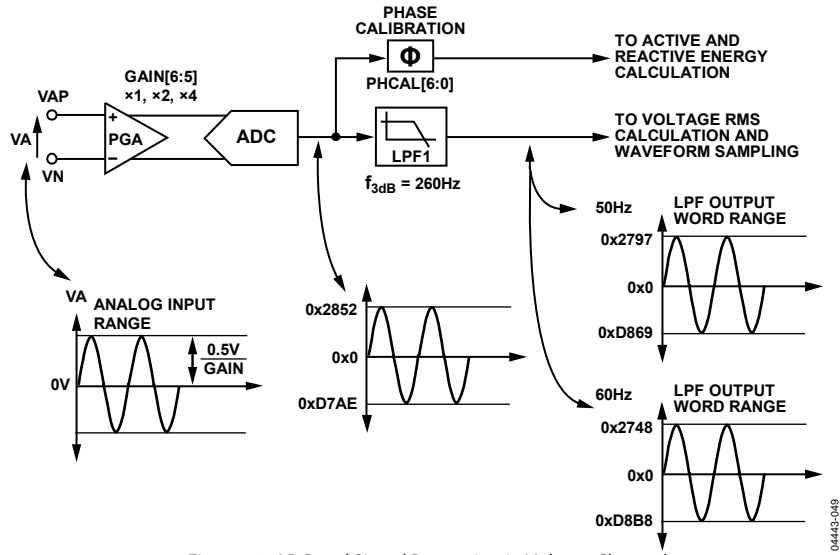 PHASE
CALIBRATION
Φ
PHCAL[6:0]
TO ACTIVE AND
REACTIVE ENERGY
CALCULATION
GAIN[6:5]
×1, ×2, ×4
VAP
VA
VN
+
−
PGA
ADC
LPF1
f3dB = 260Hz
TO VOLTAGE RMS
CALCULATION AND
WAVEFORM SAMPLING
50Hz
LPF OUTPUT
WORD RANGE
0x2797
0x0
0xD869
VA
ANALOG INPUT
RANGE
0V
0.5V
GAIN
0x2852
0x0
0xD7AE
60Hz
LPF OUTPUT
WORD RANGE
0x2748
0x0
0xD8B8
04443-049